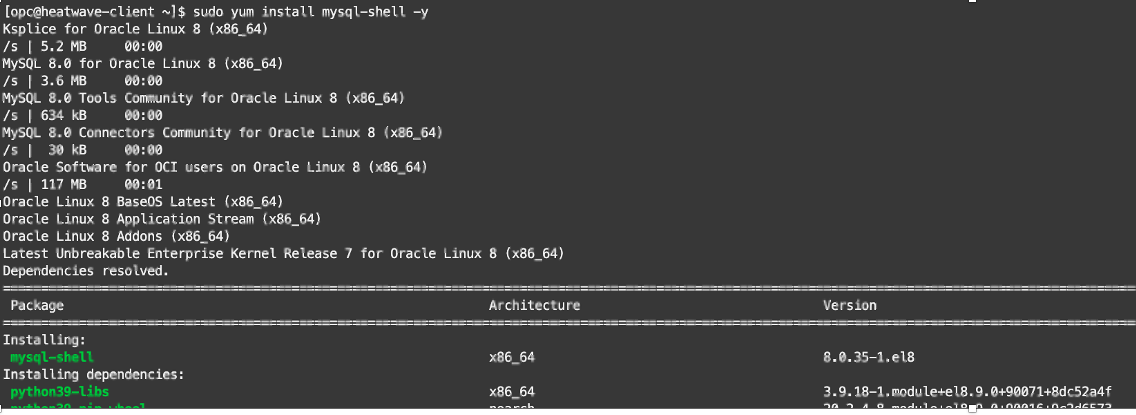 [opc@heatwave-client ~]$ sudo yum install mysql-shell -y
Ksplice for Oracle Linux 8 (x86_64)
/s | 5.2 MB     00:00
MySQL 8.0 for Oracle Linux 8 (x86_64)
/s | 3.6 MB     00:00
MySQL 8.0 Tools Community for Oracle Linux 8 (x86_64)
/s | 634 kB     00:00
MySQL 8.0 Connectors Community for Oracle Linux 8 (x86_64)
/s |  30 kB     00:00
Oracle Software for OCI users on Oracle Linux 8 (x86_64)
/s | 117 MB     00:01
Oracle Linux 8 BaseOS Latest (x86_64)
Oracle Linux 8 Application Stream (x86_64)
Oracle Linux 8 Addons (x86_64)
Latest Unbreakable Enterprise Kernel Release 7 for Oracle Linux 8 (x86_64)
Dependencies resolved.
Package Architecture Version
Installing:
mysql-shell x86_64 8.0.35-1.el8
Installing dependencies:
python39-libs x86_64 3.9.18-1.module+el8.9.0+90071+8dc52a4f
python39-pip-wheel noarch